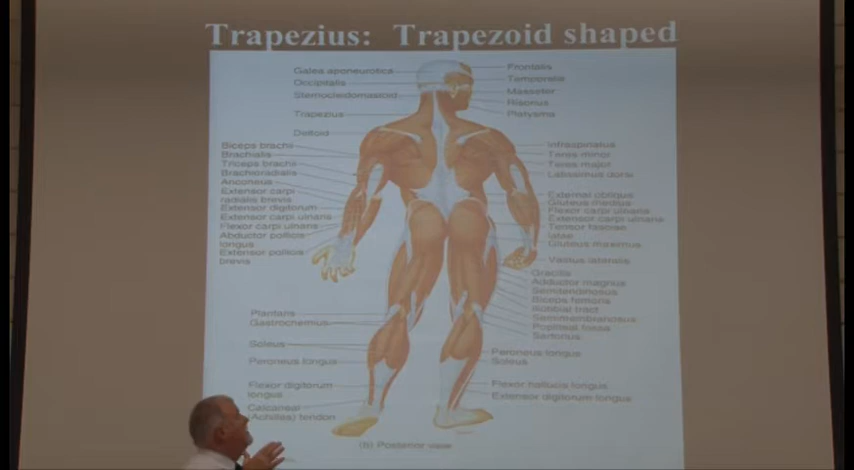 Trapezius: Trapezoid shaped
Galea aponeurotica
Occipitalis
Sternocleidomastoid
Trapezius
Deltoid
Biceps brachii
Brachialis
Triceps brachii
Brachioradialis
Anconeus
Extensor carpi
radialis brevis
Extensor digitorum
Extensor carpi ulnaris
Flexor carpi ulnaris
Abductor pollicis
longus
Extensor pollicis
brevis
Plantaris
Gastrocnemius
Soleus
Peroneus longus
Flexor digitorum
longus
Calcaneal
(Achilles) tendon
Frontalis
Temporalis
Masseter
Risorius
Platysma
Infraspinatus
Teres minor
Teres major
Latissimus dorsi
External oblique
Gluteus medius
Flexor carpi ulnaris
Extensor carpi ulnaris
Tensor fasciae
latae
Gluteus maximus
Vastus lateralis
Gracilis
Adductor magnus
Semitendinosus
Biceps femoris
Iliotibial tract
Semimembranosus
Popliteal fossa
Sartorius
Peroneus longus
Soleus
Flexor hallucis longus
Extensor digitorum longus
(b) Posterior view